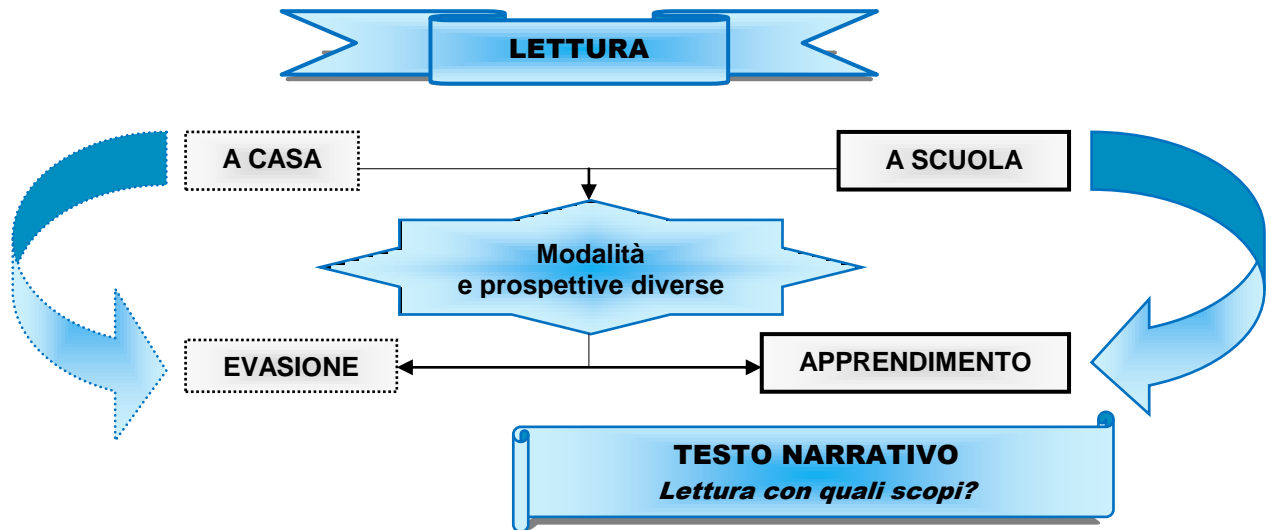 LETTURA
A CASA
A SCUOLA
Modalità
e prospettive diverse
EVASIONE
APPRENDIMENTO
TESTO NARRATIVO
Lettura con quali scopi?